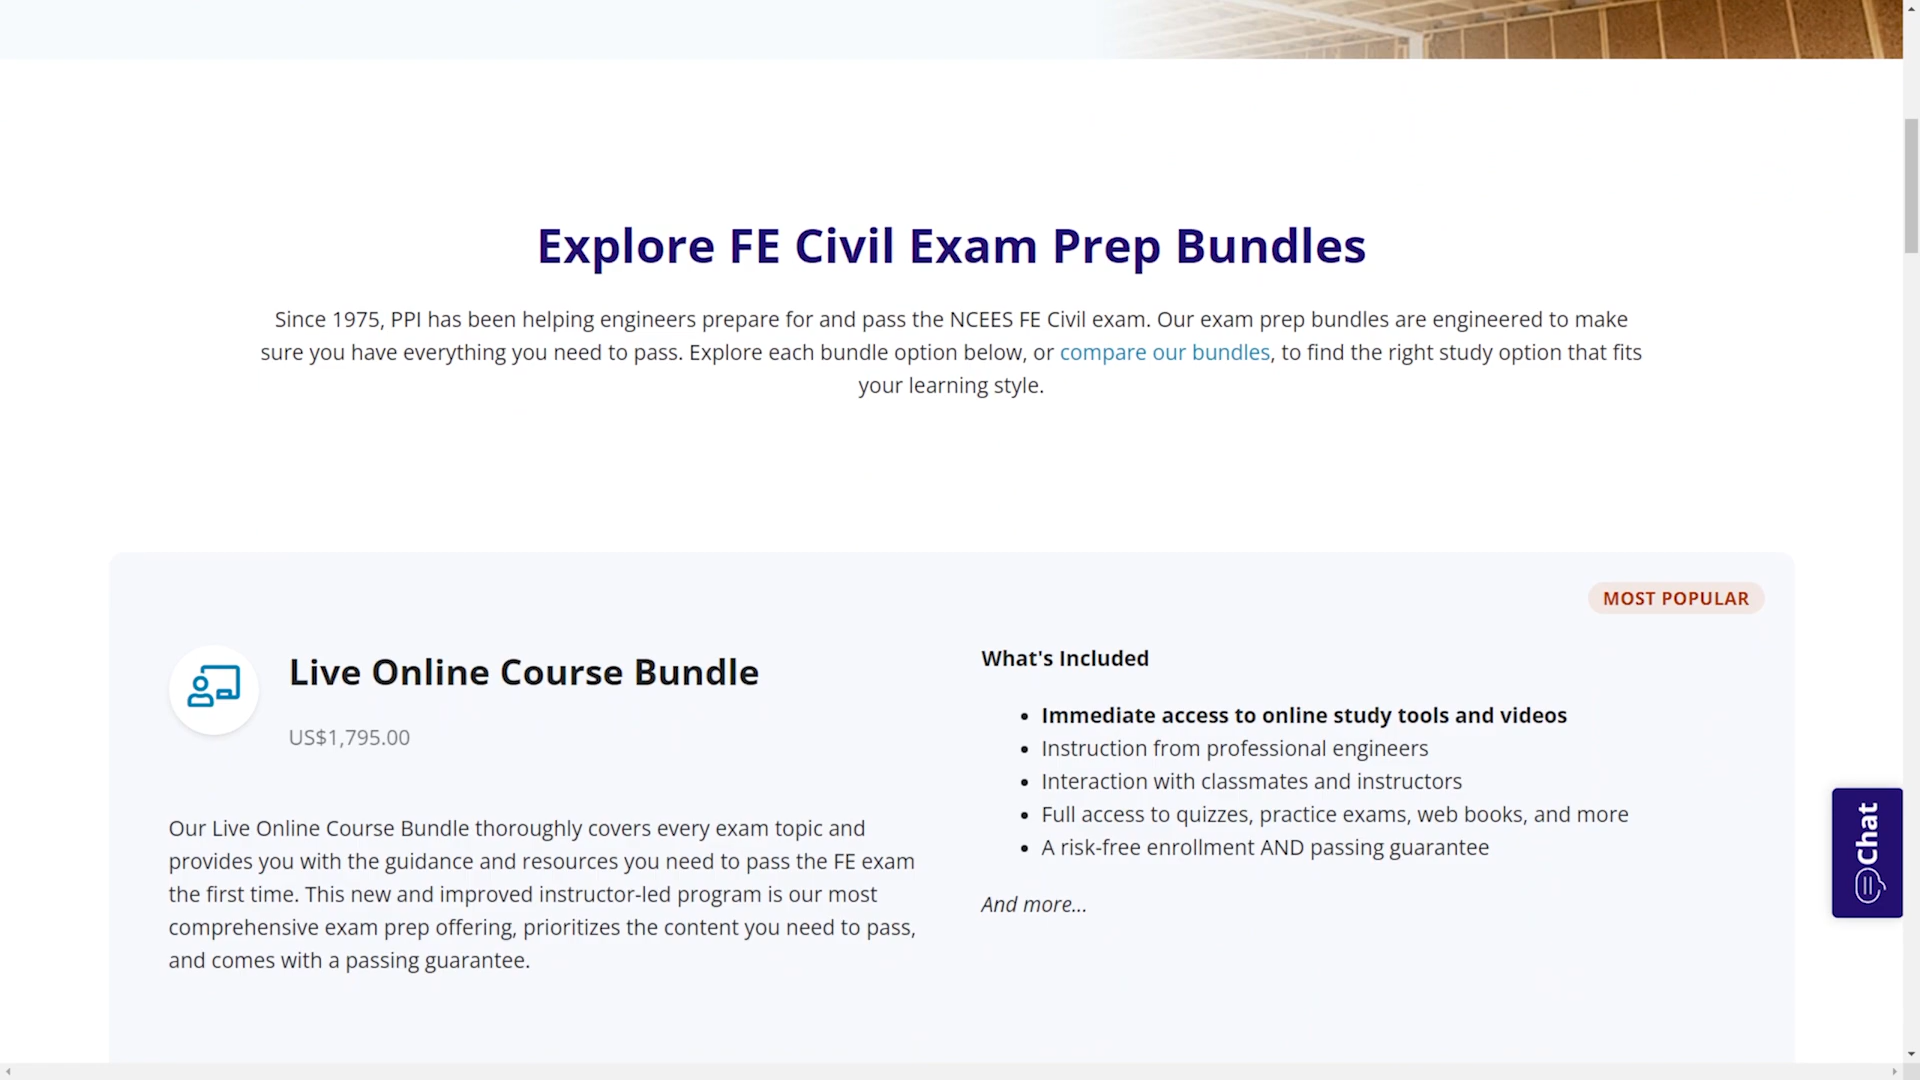 Explore FE Civil Exam Prep Bundles
Since 1975, PPI has been helping engineers prepare for and pass the NCEES FE Civil exam. Our exam prep bundles are engineered to make
sure you have everything you need to pass. Explore each bundle option below, or compare our bundles, to find the right study option that fits
your learning style.
MOST POPULAR
Live Online Course Bundle
US$1,795.00
Our Live Online Course Bundle thoroughly covers every exam topic and
provides you with the guidance and resources you need to pass the FE exam
the first time. This new and improved instructor-led program is our most
comprehensive exam prep offering, prioritizes the content you need to pass,
and comes with a passing guarantee.
What's Included
• Immediate access to online study tools and videos
• Instruction from professional engineers
• Interaction with classmates and instructors
• Full access to quizzes, practice exams, web books, and more
• A risk-free enrollment AND passing guarantee
And more...
Chat